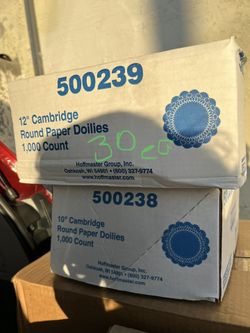 500239
12" Cambridge
Round Paper Doilies
1,000 Count
30 ea
Hoffmaster Group, Inc.
Oshkosh, WI 54901 • (800) 327-9774
www.hoffmaster.com
500238
10" Cambridge
Round Paper Doilies
1,000 Count
Hoffmaster Group, Inc.
Oshkosh, WI 54901 • (800) 327-9774
www.hoffmaster.com